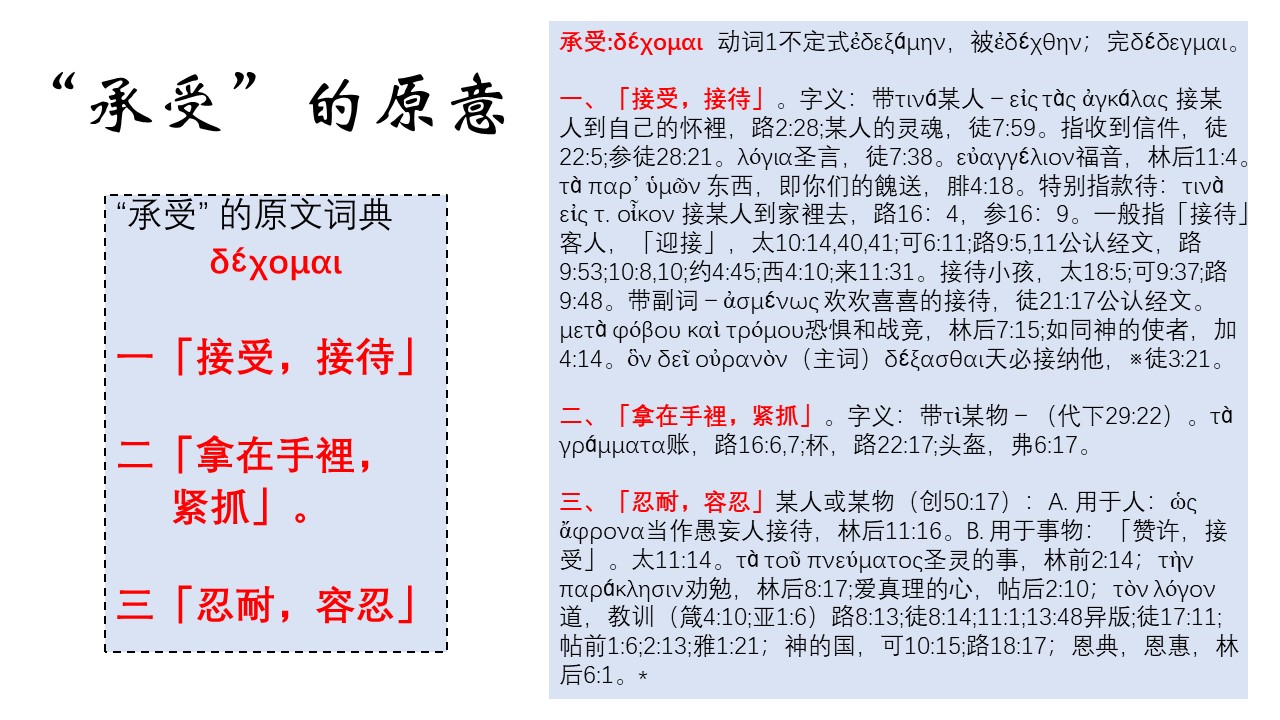 “承受”的原意
“承受” 的原文词典
δέχομαι
一「接受，接待」
二「拿在手裡，
紧抓」。
三「忍耐，容忍」
承受:δέχομαι 动词1不定式ἐδεξάμην，被ἐδέχθην；完δέδεγμαι。
一、「接受，接待」。字义：带τινά某人－εἰς τὰς ἀγκάλας 接某
人到自己的怀裡，路2:28;某人的灵魂，徒7:59。指收到信件，徒
22:5;参徒28:21。λόγια圣言，徒7:38。εὐαγγέλιον福音，林后11:4。
τὰ παρ’ ὑμῶν 东西，即你们的餽送，腓4:18。特别指款待：τινὰ
εἰς τ. οἶκον 接某人到家裡去，路16：4，参16：9。一般指「接待」
客人，「迎接」，太10:14,40,41;可6:11;路9:5,11公认经文，路
9:53;10:8,10;约4:45;西4:10;来11:31。接待小孩，太18:5;可9:37;路
9:48。带副词－ἀσμένως 欢欢喜喜的接待，徒21:17公认经文。
μετὰ φόβου καὶ τρόμου恐惧和战竞，林后7:15;如同神的使者，加
4:14。ὃν δεῖ οὐρανὸν（主词）δέξασθαι天必接纳他，※徒3:21。
二、「拿在手裡，紧抓」。字义：带τὶ某物－（代下29:22）。τὰ
γράμματα账，路16:6,7;杯，路22:17;头盔，弗6:17。
三、「忍耐，容忍」某人或某物（创50:17）：A. 用于人：ὡς
ἄφρονα当作愚妄人接待，林后11:16。B. 用于事物：「赞许，接
受」。太11:14。τὰ τοῦ πνεύματος圣灵的事，林前2:14；τὴν
παράκλησιν劝勉，林后8:17;爱真理的心，帖后2:10；τὸν λόγον
道，教训（箴4:10;亚1:6）路8:13;徒8:14;11:1;13:48异版;徒17:11;
帖前1:6;2:13;雅1:21；神的国，可10:15;路18:17；恩典，恩惠，林
后6:1。*